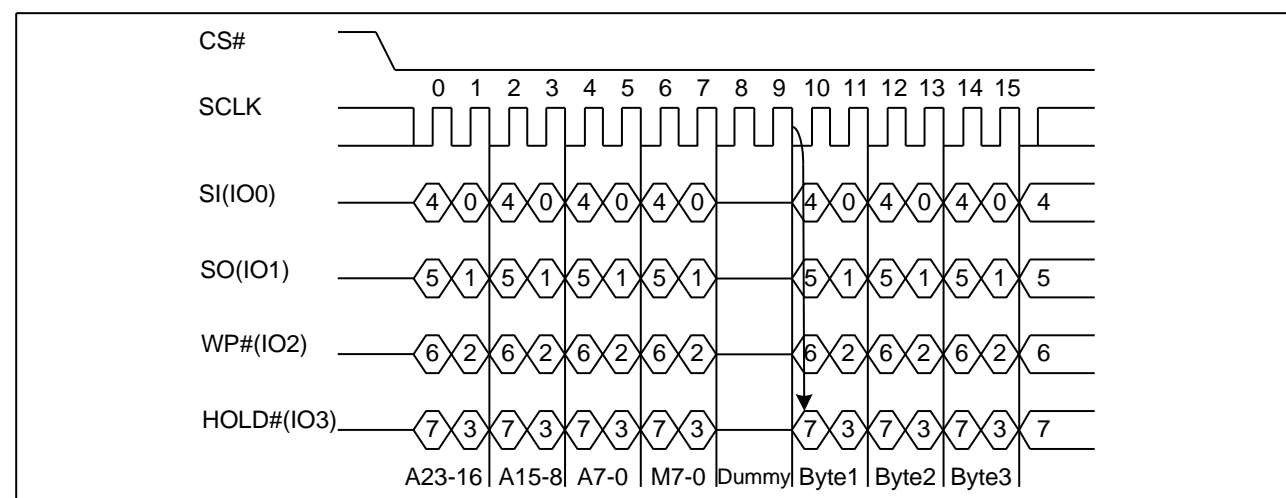 CS#
0 1 2 3 4 5 6 7 8 9 10 11 12 13 14 15
SCLK
SI(IO0) 4 0 4 0 4 0 4 0 4 0 4 0 4 0 4
SO(IO1) 5 1 5 1 5 1 5 1 5 1 5 1 5 1 5
WP#(IO2) 6 2 6 2 6 2 6 2 6 2 6 2 6 2 6
HOLD#(IO3) 7 3 7 3 7 3 7 3 7 3 7 3 7 3 7
A23-16 A15-8 A7-0 M7-0 Dummy Byte1 Byte2 Byte3